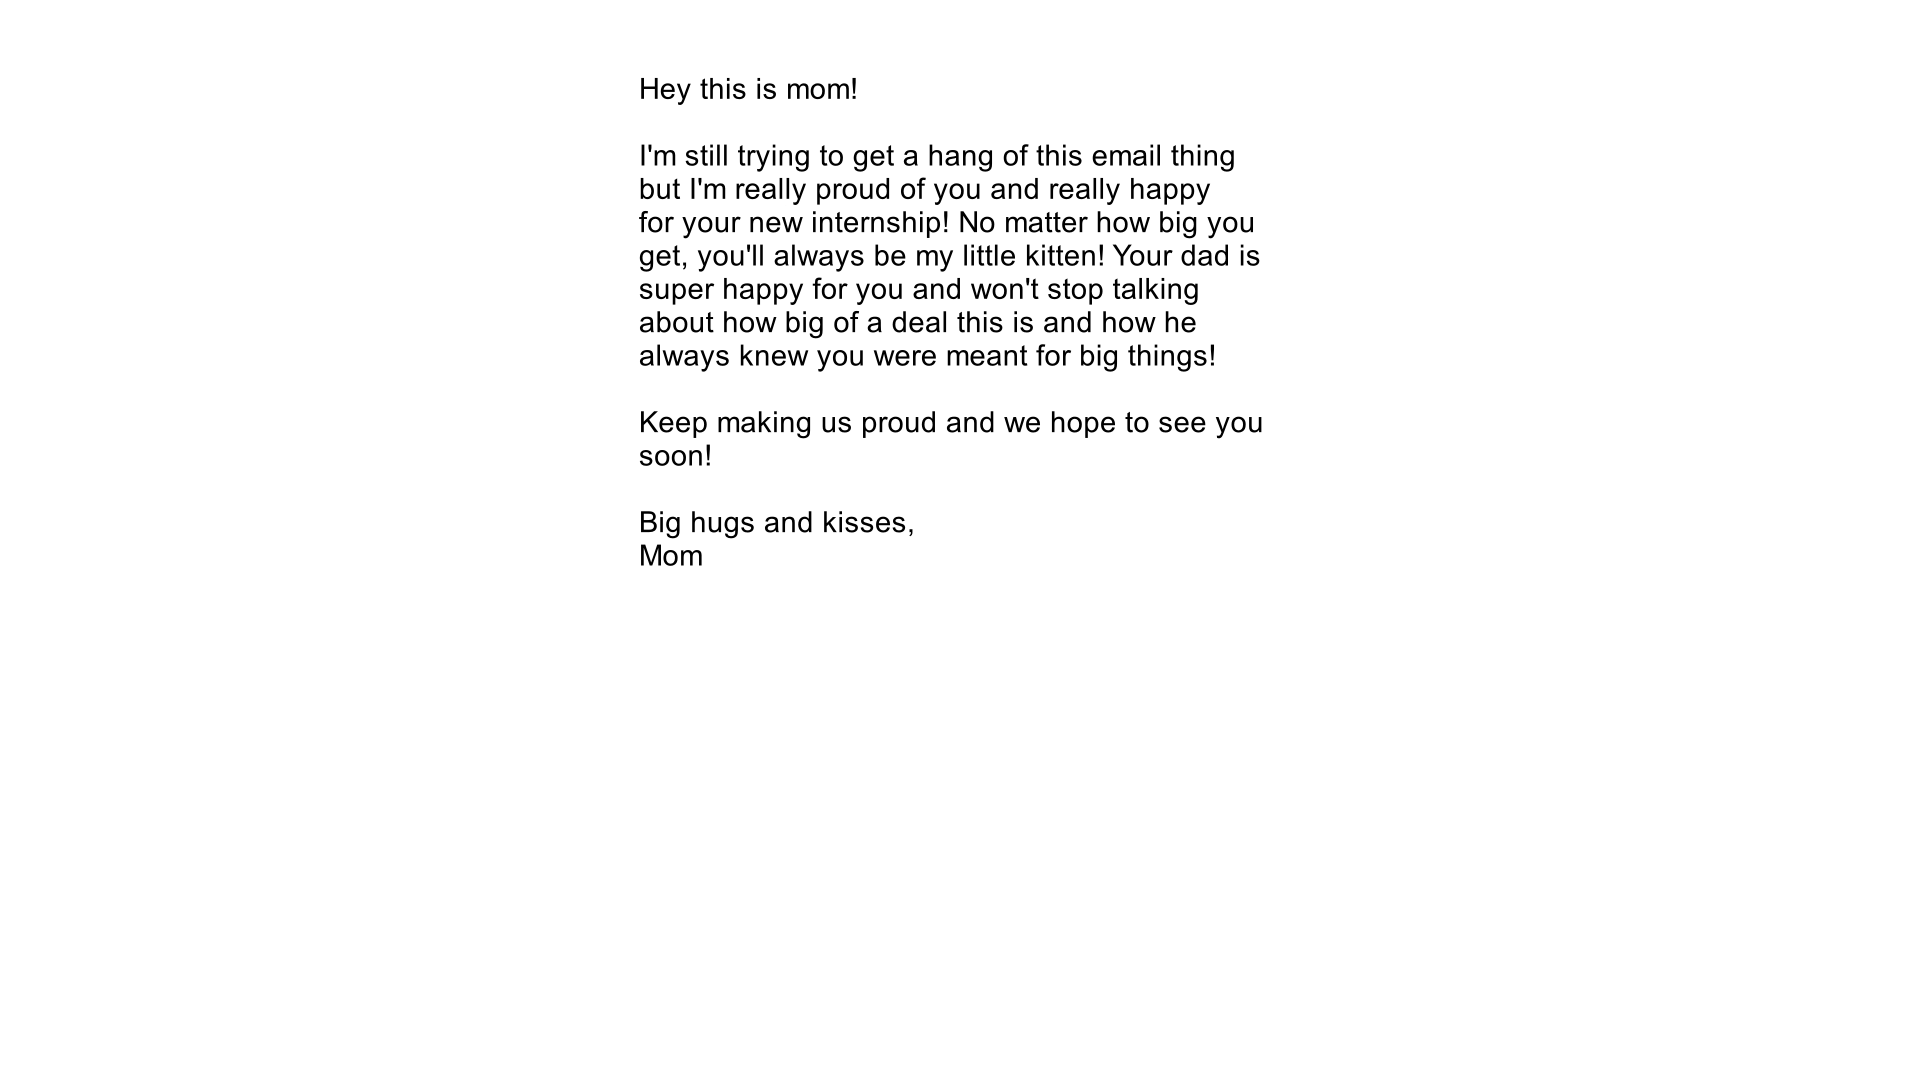 Hey this is mom!
I'm still trying to get a hang of this email thing
but I'm really proud of you and really happy
for your new internship! No matter how big you
get, you'll always be my little kitten! Your dad is
super happy for you and won't stop talking
about how big of a deal this is and how he
always knew you were meant for big things!
Keep making us proud and we hope to see you
soon!
Big hugs and kisses,
Mom